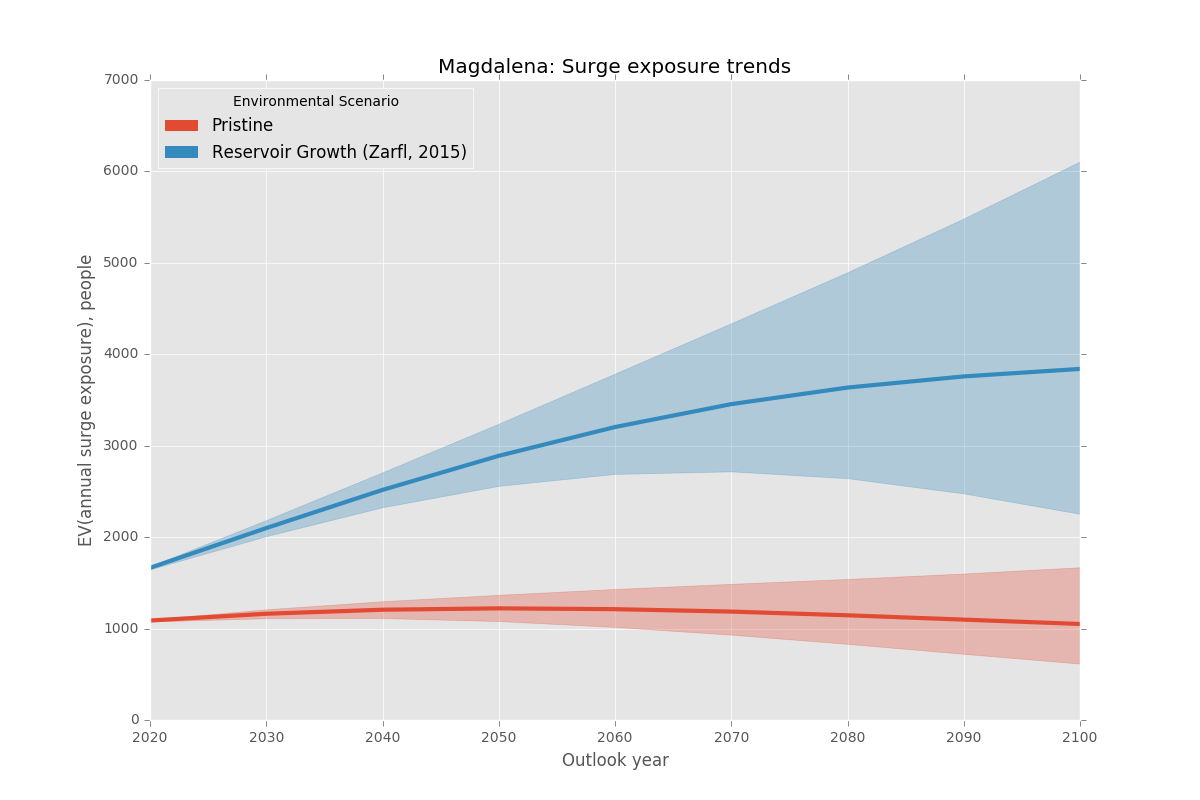 Magdalena: Surge exposure trends
Environmental Scenario
Pristine
Reservoir Growth (Zarfl, 2015)
EV(annual surge exposure), people
7000
6000
5000
4000
3000
2000
1000
0
2020 2030 2040 2050 2060 2070 2080 2090 2100
Outlook year